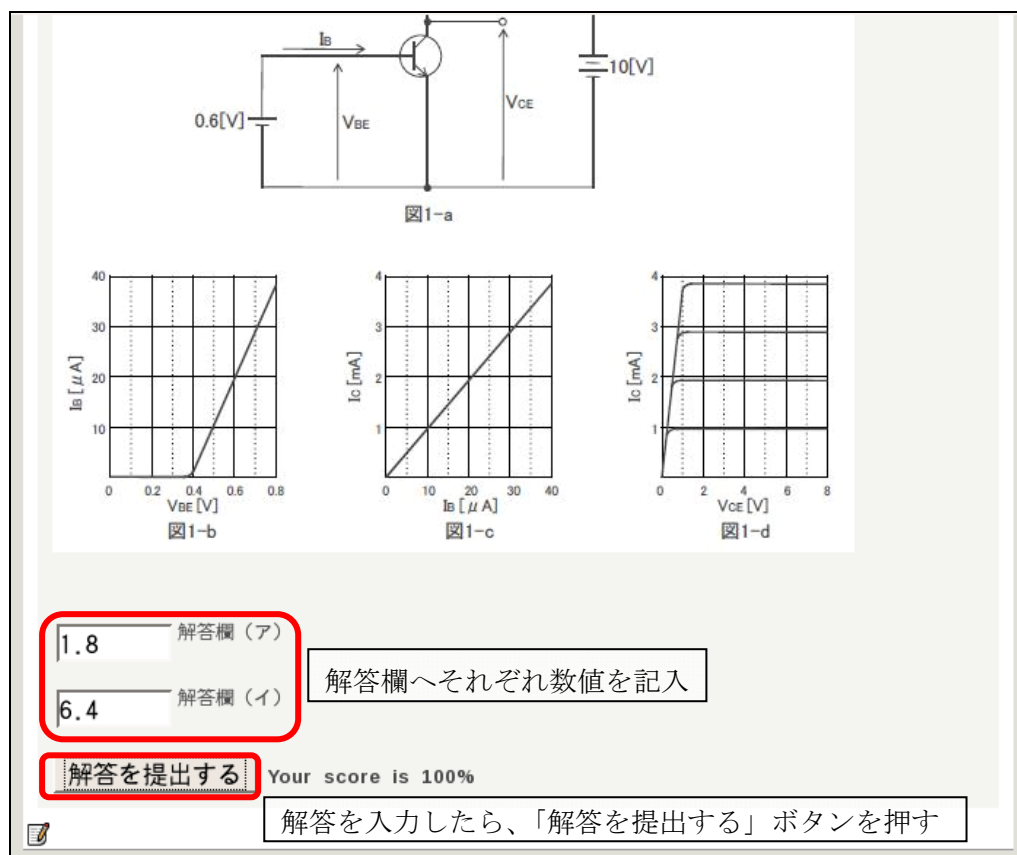 IB
10[V]
VCE
0.6[V]
VBE
図1-a
40
30
20
10
IB [μA]
0 0.2 0.4 0.6 0.8
VBE [V]
図1-b
4
3
2
1
IC [mA]
0 10 20 30 40
IB [μA]
図1-c
4
3
2
1
IC [mA]
0 2 4 6 8
VCE [V]
図1-d
1.8 解答欄（ア）
解答欄へそれぞれ数値を記入
6.4 解答欄（イ）
解答を提出する Your score is 100%
解答を入力したら、「解答を提出する」ボタンを押す